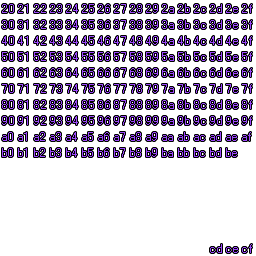 20 21 22 23 24 25 26 27 28 29 2a 2b 2c 2d 2e 2f
30 31 32 33 34 35 36 37 38 39 3a 3b 3c 3d 3e 3f
40 41 42 43 44 45 46 47 48 49 4a 4b 4c 4d 4e 4f
50 51 52 53 54 55 56 57 58 59 5a 5b 5c 5d 5e 5f
60 61 62 63 64 65 66 67 68 69 6a 6b 6c 6d 6e 6f
70 71 72 73 74 75 76 77 78 79 7a 7b 7c 7d 7e 7f
80 81 82 83 84 85 86 87 88 89 8a 8b 8c 8d 8e 8f
90 91 92 93 94 95 96 97 98 99 9a 9b 9c 9d 9e 9f
a0 a1 a2 a3 a4 a5 a6 a7 a8 a9 aa ab ac ad ae af
b0 b1 b2 b3 b4 b5 b6 b7 b8 b9 ba bb bc bd be
cd ce cf